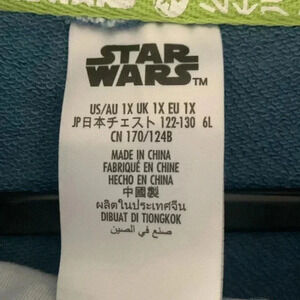 STAR
WARS™
US/AU 1X UK 1X EU 1X
JP日本チェスト 122-130 6L
CN 170/124B
MADE IN CHINA
FABRIQUÉ EN CHINE
HECHO EN CHINA
中國製
ผลิตในประเทศจีน
DIBUAT DI TIONGKOK
صنع في الصين